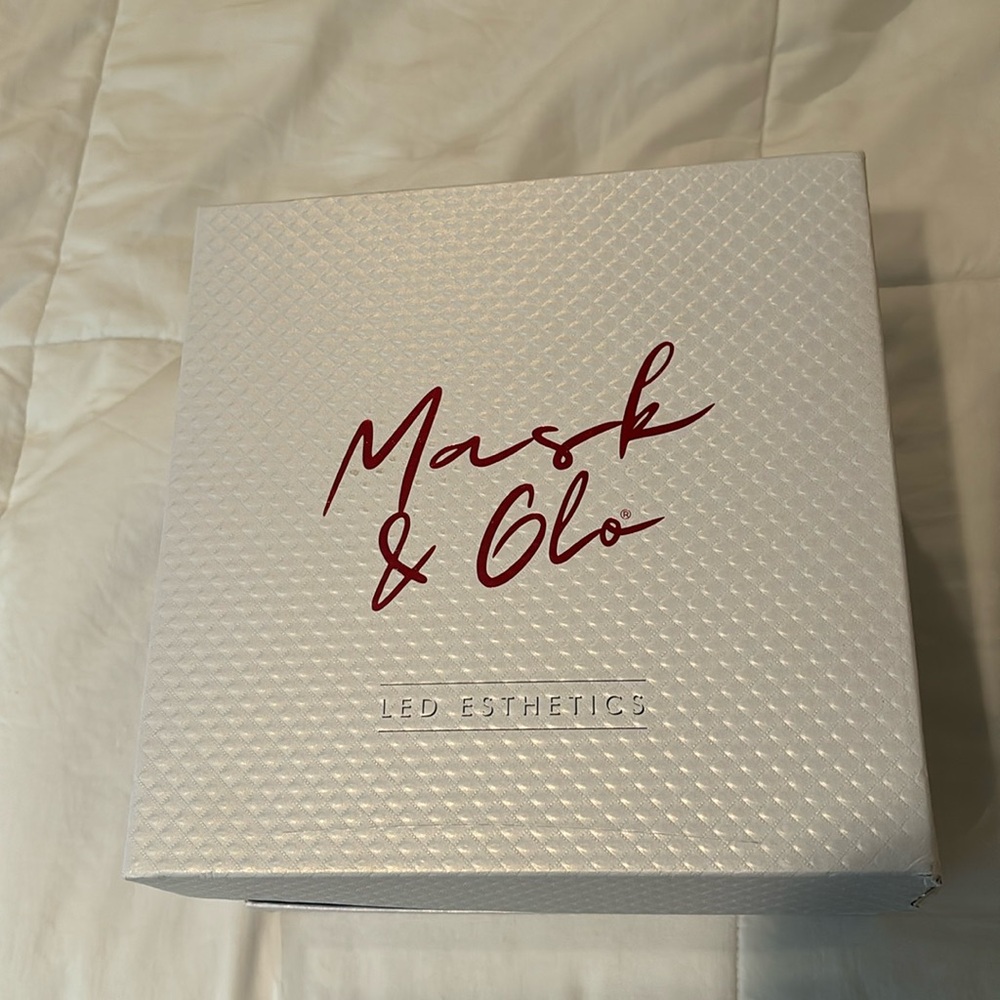 Mask
& Glo®
LED ESTHETICS